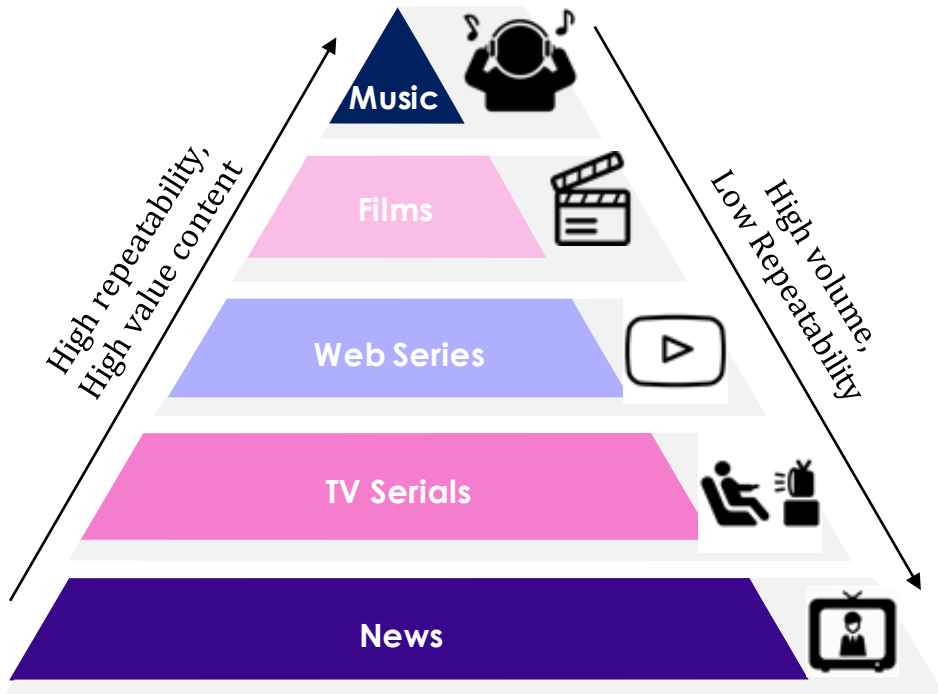 Music
Films
Web Series
TV Serials
News
High repeatability,
High value content
High volume,
Low Repeatability